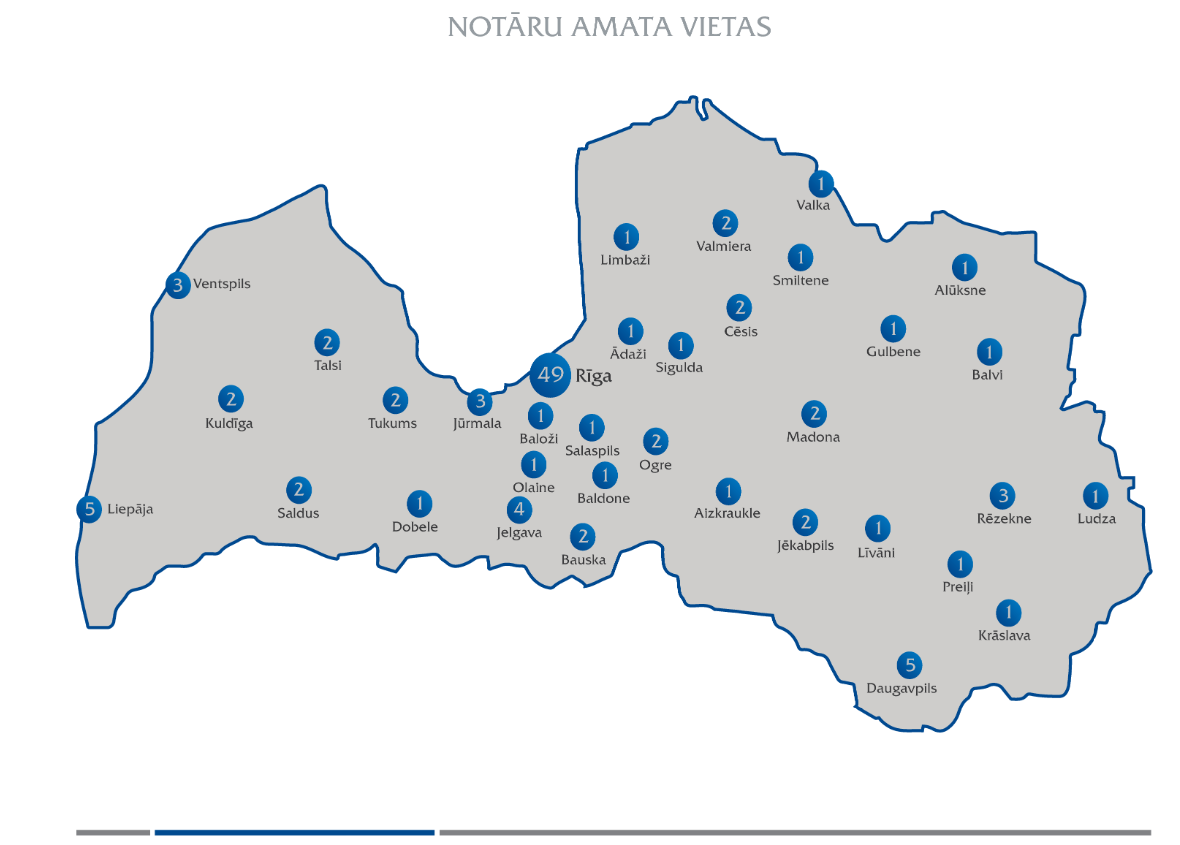 NOTĀRU AMATA VIETAS
1
Valka
2
Valmiera
1
Limbaži
1
Smiltene
1
Alūksne
3 Ventspils
2
Cēsis
1
Gulbene
1
Ādaži
1
Sigulda
2
Talsi
1
Balvi
49 Rīga
2
Kuldīga
2
Tukums
3
Jūrmala
1
Baloži
1
Salaspils
2
Madona
2
Ogre
1
Olaine
1
Baldone
2
Saldus
1
Aizkraukle
3
Rēzekne
1
Ludza
5 Liepāja
1
Dobele
4
Jelgava
2
Jēkabpils
1
Līvāni
2
Bauska
1
Preiļi
1
Krāslava
5
Daugavpils